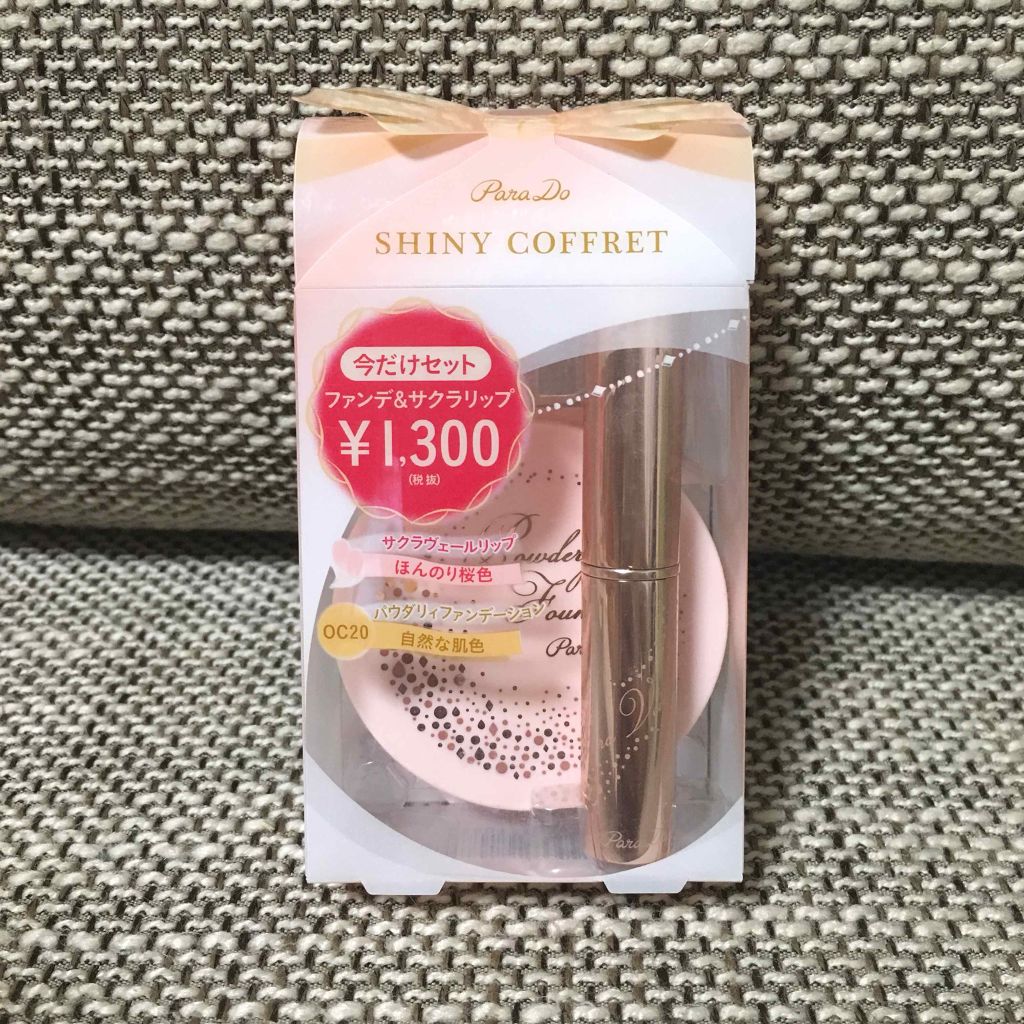 Para Do
SHINY COFFRET
今だけセット
ファンデ&サクラリップ
¥1,300
(税抜)
サクラヴェールリップ
ほんのり桜色
パウダリィファンデーション
OC20
自然な肌色
Powder
Foun
Par
Para Do